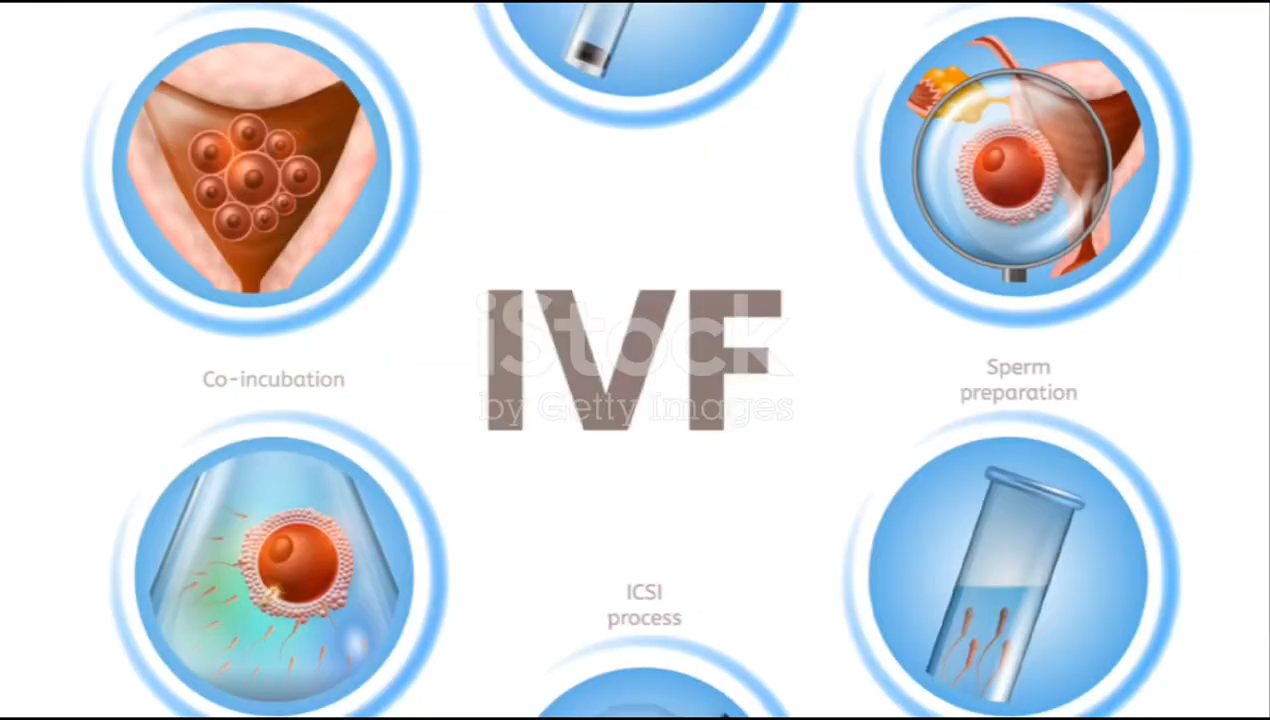 IVF
iStock
by Getty Images
Co-incubation
Sperm
preparation
ICSI
process